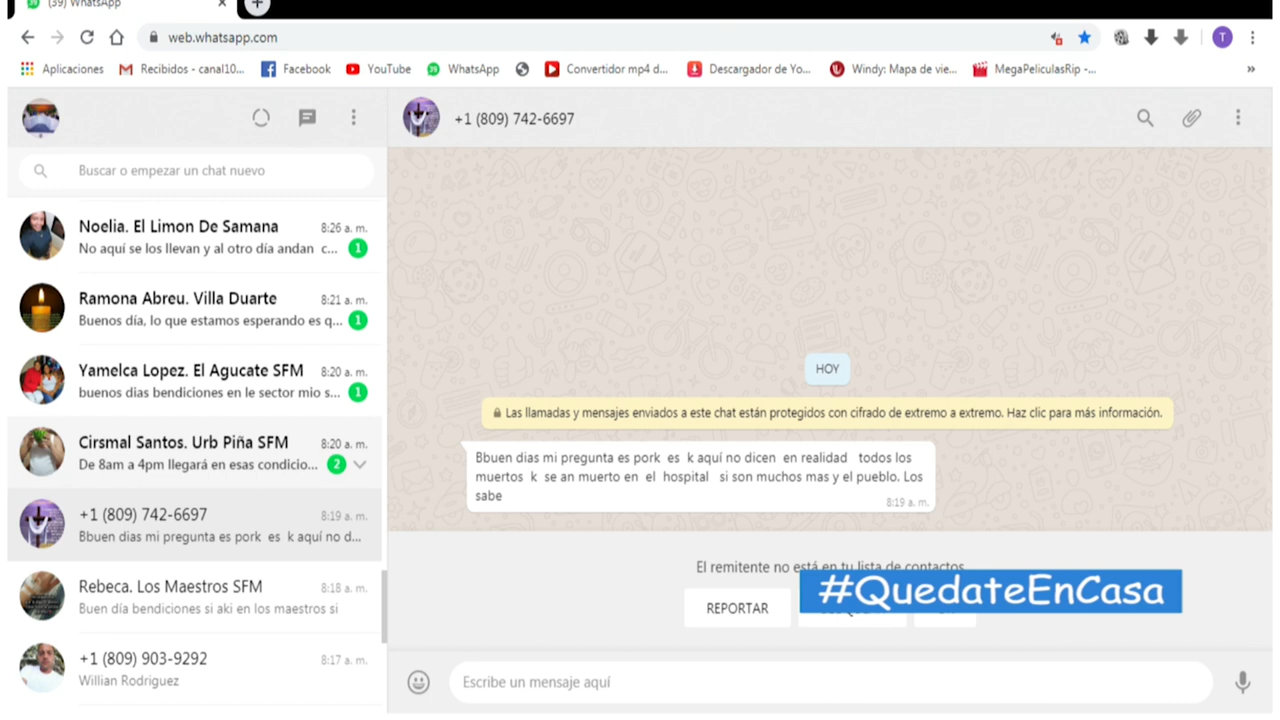 (39) WhatsApp
web.whatsapp.com
T
Aplicaciones
Recibidos - canal10...
Facebook
YouTube
WhatsApp
Convertidor mp4 d...
Descargador de Yo...
Windy: Mapa de vie...
MegaPeliculasRip -...
»
+1 (809) 742-6697
Buscar o empezar un chat nuevo
Noelia. El Limon De Samana
8:26 a. m.
No aquí se los llevan y al otro día andan c...
1
Ramona Abreu. Villa Duarte
8:21 a. m.
Buenos día, lo que estamos esperando es q...
1
Yamelca Lopez. El Agucate SFM
8:20 a. m.
buenos dias bendiciones en le sector mio s...
1
Cirsmal Santos. Urb Piña SFM
8:20 a. m.
De 8am a 4pm llegará en esas condicio...
2
+1 (809) 742-6697
8:19 a. m.
Bbuen dias mi pregunta es pork es k aquí no d...
Rebeca. Los Maestros SFM
8:18 a. m.
Buen día bendiciones si aki en los maestros si
+1 (809) 903-9292
8:17 a. m.
Willian Rodriguez
HOY
Las llamadas y mensajes enviados a este chat están protegidos con cifrado de extremo a extremo. Haz clic para más información.
Bbuen dias mi pregunta es pork es k aquí no dicen en realidad todos los
muertos k se an muerto en el hospital si son muchos mas y el pueblo. Los
sabe
8:19 a. m.
El remitente no está en tu lista de contactos
REPORTAR
#QuedateEnCasa
Escribe un mensaje aquí